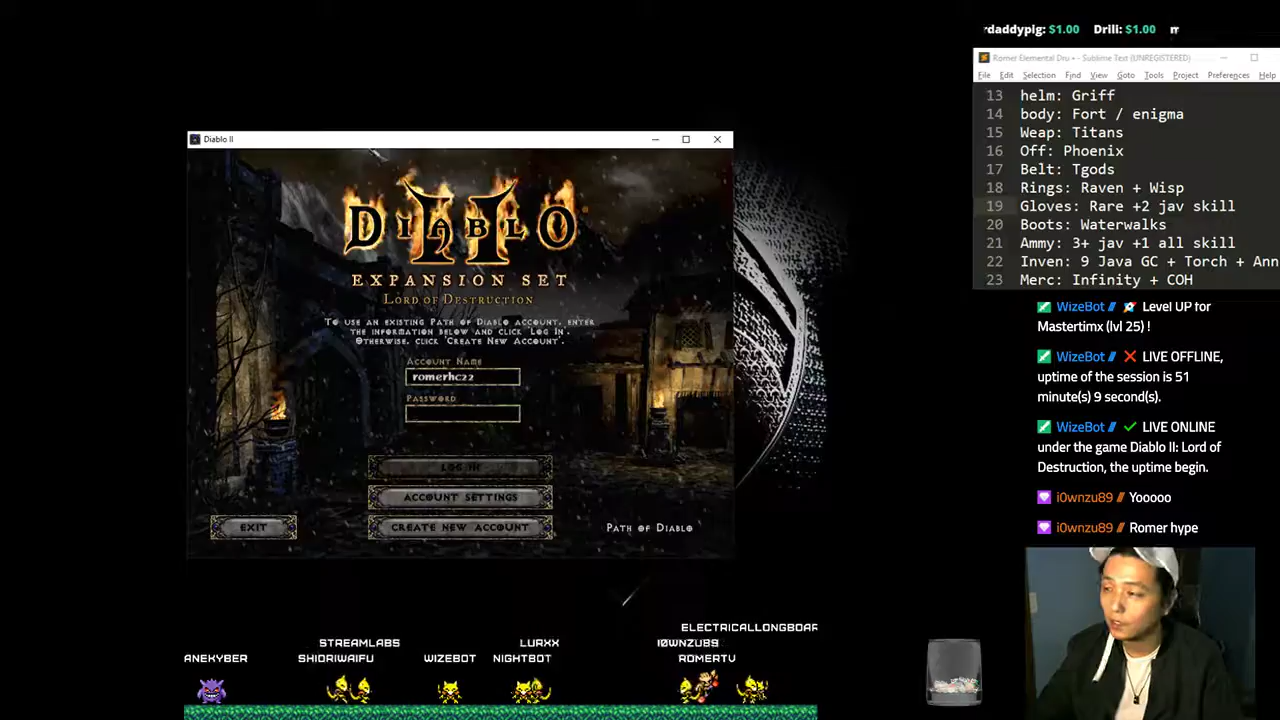 rdaddypig: $1.00 Drill: $1.00
Romer Elemental Dru • - Sublime Text (UNREGISTERED)
File Edit Selection Find View Goto Tools Project Preferences Help
13 helm: Griff
14 body: Fort / enigma
15 Weap: Titans
16 Off: Phoenix
17 Belt: Tgods
18 Rings: Raven + Wisp
19 Gloves: Rare +2 jav skill
20 Boots: Waterwalks
21 Ammy: 3+ jav +1 all skill
22 Inven: 9 Java GC + Torch + Ann
23 Merc: Infinity + COH
Diablo II
DIABLO II
EXPANSION SET
LORD OF DESTRUCTION
TO USE AN EXISTING PATH OF DIABLO ACCOUNT, ENTER
THE INFORMATION BELOW AND CLICK 'LOG IN'.
OTHERWISE, CLICK 'CREATE NEW ACCOUNT'.
ACCOUNT NAME
romerhc22
PASSWORD
LOG IN
ACCOUNT SETTINGS
CREATE NEW ACCOUNT
EXIT
PATH OF DIABLO
WizeBot // 🚀 Level UP for
Mastertimx (lvl 25) !
WizeBot // ❌ LIVE OFFLINE,
uptime of the session is 51
minute(s) 9 second(s).
WizeBot // ✓ LIVE ONLINE
under the game Diablo II: Lord of
Destruction, the uptime begin.
i0wnzu89 // Yooooo
i0wnzu89 // Romer hype
ELECTRICALLONGBOAR
STREAMLABS LURXX I0WNZU89
ANEKYBER SHIORIWAIFU WIZEBOT NIGHTBOT ROMERTV